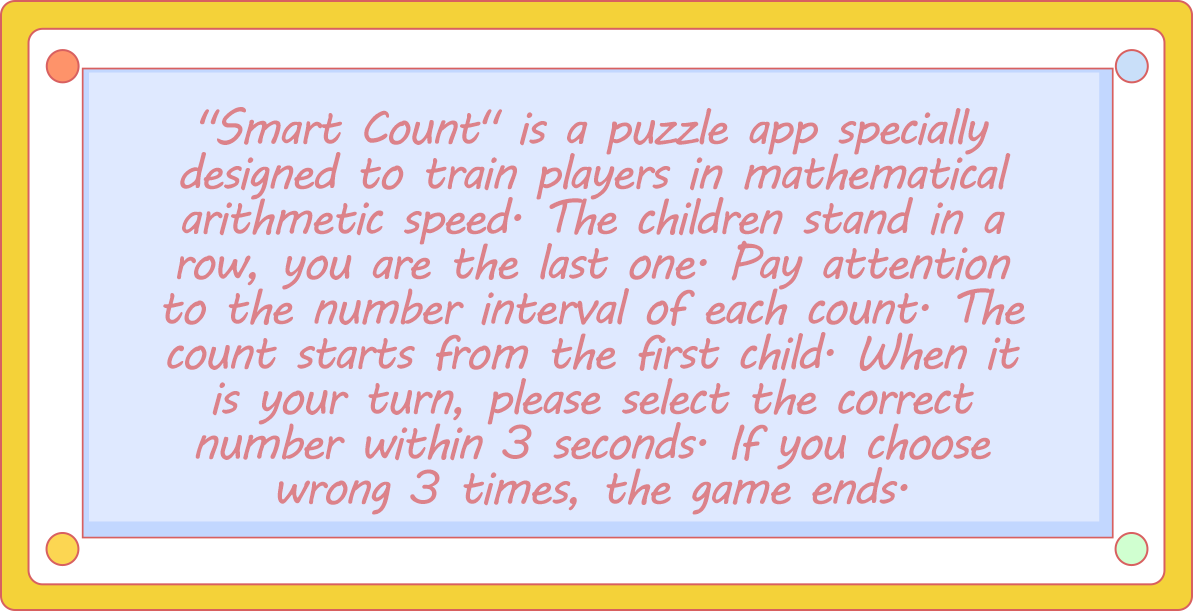 "Smart Count" is a puzzle app specially
designed to train players in mathematical
arithmetic speed. The children stand in a
row, you are the last one. Pay attention
to the number interval of each count. The
count starts from the first child. When it
is your turn, please select the correct
number within 3 seconds. If you choose
wrong 3 times, the game ends.